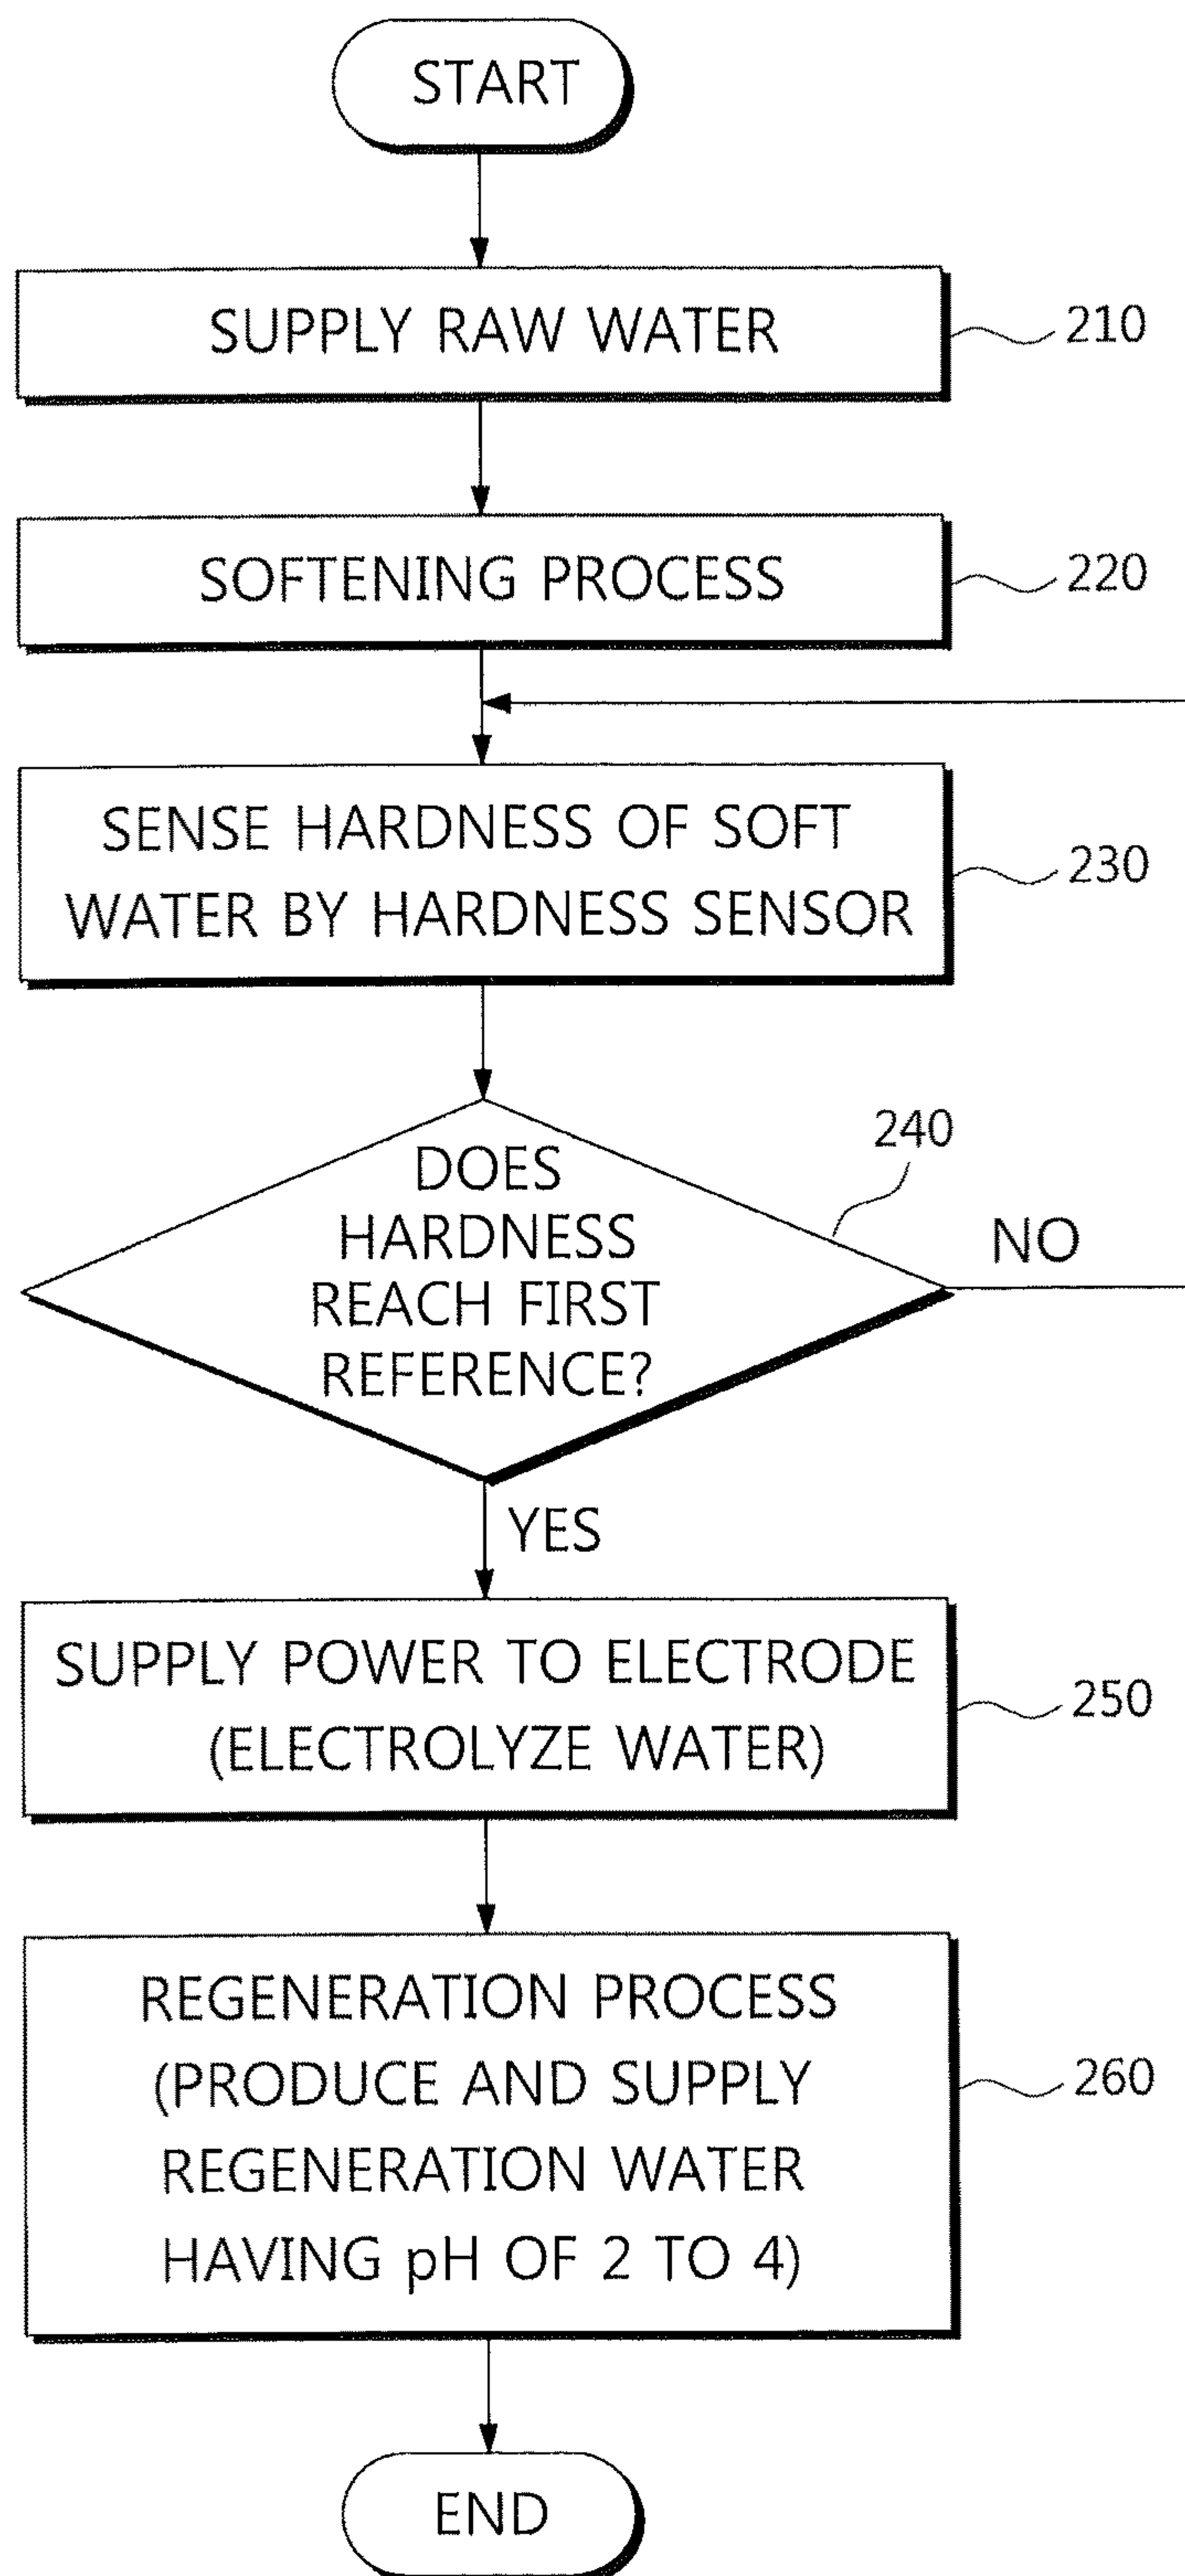 START
SUPPLY RAW WATER
210
SOFTENING PROCESS
220
SENSE HARDNESS OF SOFT
WATER BY HARDNESS SENSOR
230
240
DOES
HARDNESS
REACH FIRST
REFERENCE?
NO
YES
SUPPLY POWER TO ELECTRODE
(ELECTROLYZE WATER)
250
REGENERATION PROCESS
(PRODUCE AND SUPPLY
REGENERATION WATER
HAVING pH OF 2 TO 4)
260
END